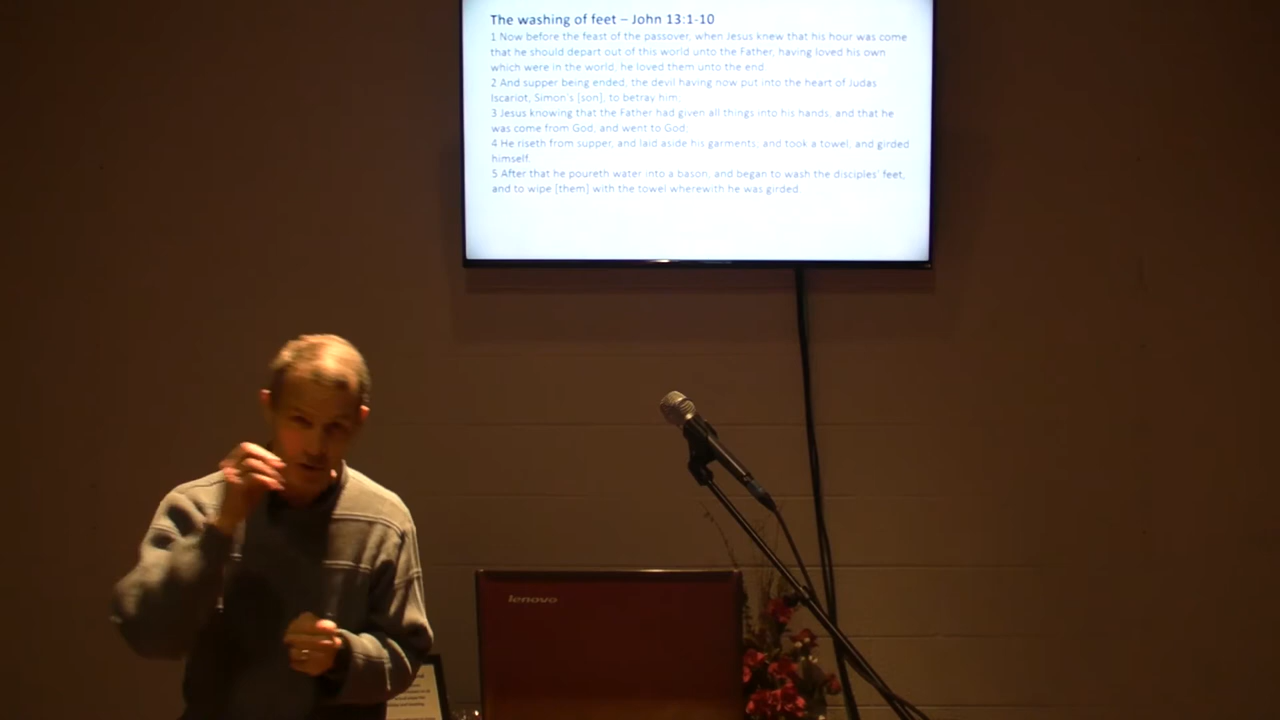 The washing of feet – John 13:1-10
1 Now before the feast of the passover, when Jesus knew that his hour was come
that he should depart out of this world unto the Father, having loved his own
which were in the world, he loved them unto the end.
2 And supper being ended, the devil having now put into the heart of Judas
Iscariot, Simon's [son], to betray him;
3 Jesus knowing that the Father had given all things into his hands, and that he
was come from God, and went to God;
4 He riseth from supper, and laid aside his garments; and took a towel, and girded
himself.
5 After that he poureth water into a bason, and began to wash the disciples' feet,
and to wipe [them] with the towel wherewith he was girded.
lenovo